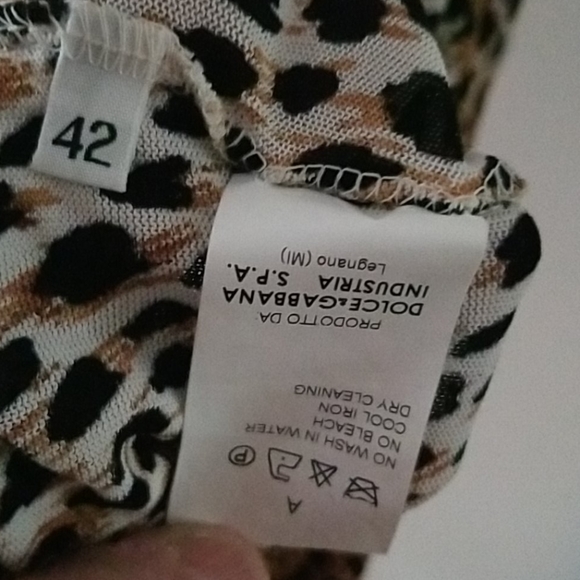 42
A
P
NO WASH IN WATER
NO BLEACH
COOL IRON
DRY CLEANING
PRODOTTO DA
DOLCE&GABBANA
INDUSTRIA S.P.A.
Legnano (MI)